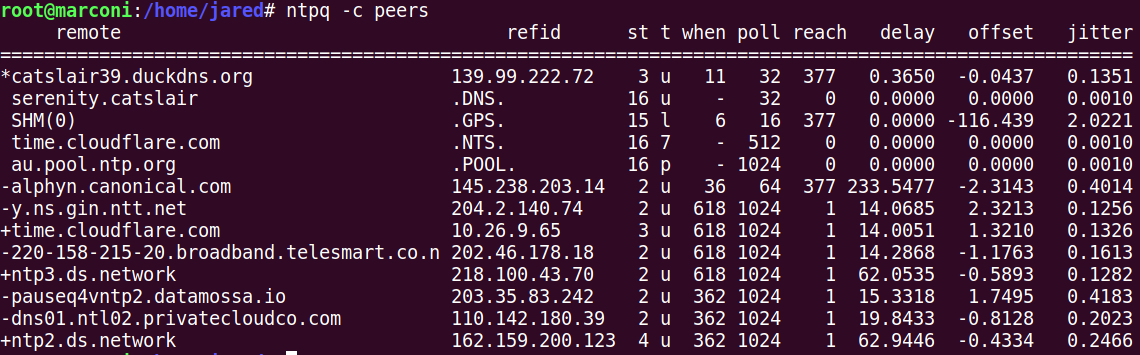 root@marconi:/home/jared# ntpq -c peers
remote refid st t when poll reach delay offset jitter
===============================================================================
*catslair39.duckdns.org 139.99.222.72 3 u 11 32 377 0.3650 -0.0437 0.1351
serenity.catslair .DNS. 16 u - 32 0 0.0000 0.0000 0.0010
SHM(0) .GPS. 15 l 6 16 377 0.0000 -116.439 2.0221
time.cloudflare.com .NTS. 16 7 - 512 0 0.0000 0.0000 0.0010
au.pool.ntp.org .POOL. 16 p - 1024 0 0.0000 0.0000 0.0010
-alphyn.canonical.com 145.238.203.14 2 u 36 64 377 233.5477 -2.3143 0.4014
-y.ns.gin.ntt.net 204.2.140.74 2 u 618 1024 1 14.0685 2.3213 0.1256
+time.cloudflare.com 10.26.9.65 3 u 618 1024 1 14.0051 1.3210 0.1326
-220-158-215-20.broadband.telesmart.co.n 202.46.178.18 2 u 618 1024 1 14.2868 -1.1763 0.1613
+ntp3.ds.network 218.100.43.70 2 u 618 1024 1 62.0535 -0.5893 0.1282
-pauseq4vntp2.datamossa.io 203.35.83.242 2 u 362 1024 1 15.3318 1.7495 0.4183
-dns01.ntl02.privatecloudco.com 110.142.180.39 2 u 362 1024 1 19.8433 -0.8128 0.2023
+ntp2.ds.network 162.159.200.123 4 u 362 1024 1 62.9446 -0.4334 0.2466